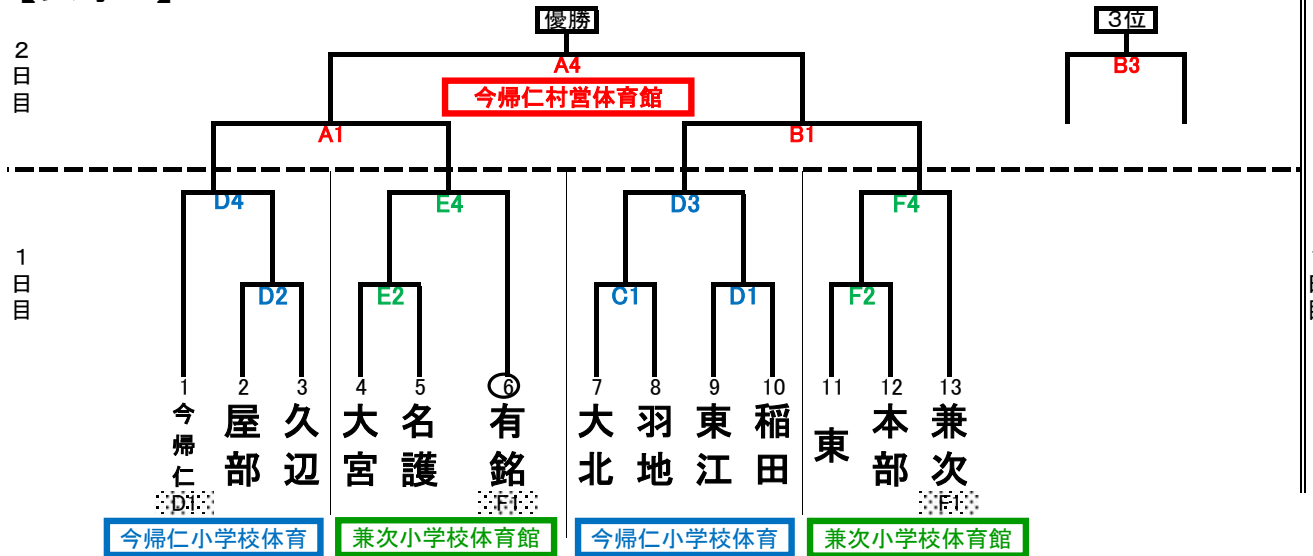 優勝
3位
2日目
A4
B3
今帰仁村営体育館
A1
B1
D4
E4
D3
F4
1日目
D2
E2
C1
D1
F2
1 2 3 4 5 6 7 8 9 10 11 12 13
今帰仁
屋部
久辺
大宮
名護
有銘
大北
羽地
東江
稲田
東
本部
兼次
D1
F1
F1
今帰仁小学校体育
兼次小学校体育館
今帰仁小学校体育
兼次小学校体育館